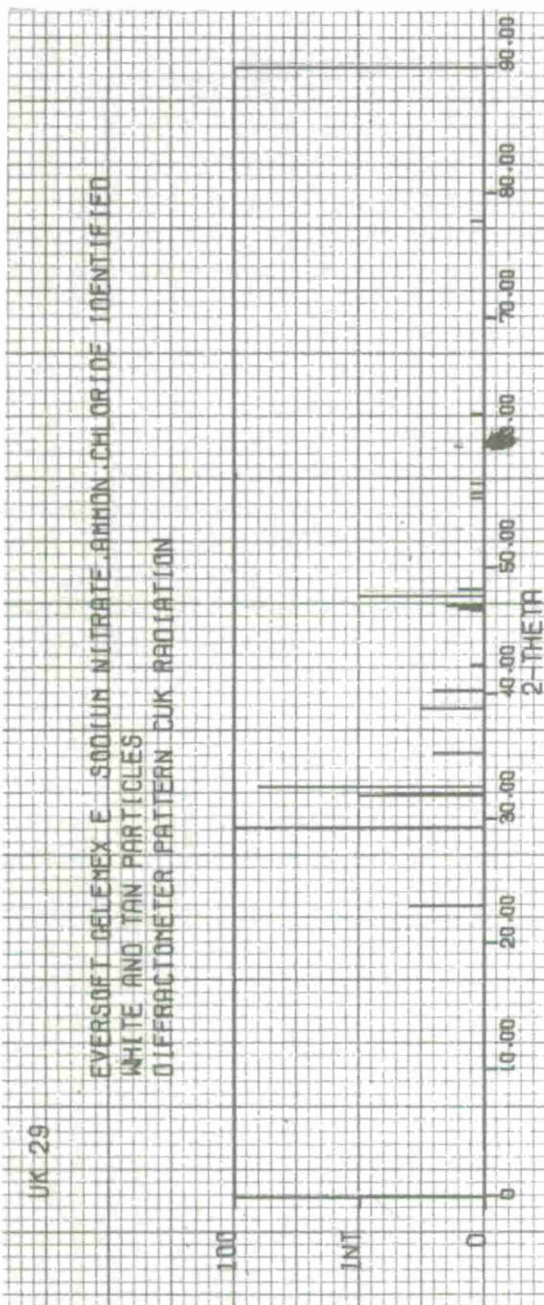 UK 29
EVERSOFT GELEMEX E SODIUM NITRATE,AMMON.CHLORIDE IDENTIFIED
WHITE AND TAN PARTICLES
DIFFRACTOMETER PATTERN CUK RADIATION
100
INT
0
0 10.00 20.00 30.00 40.00 50.00 70.00 80.00 90.00
2-THETA